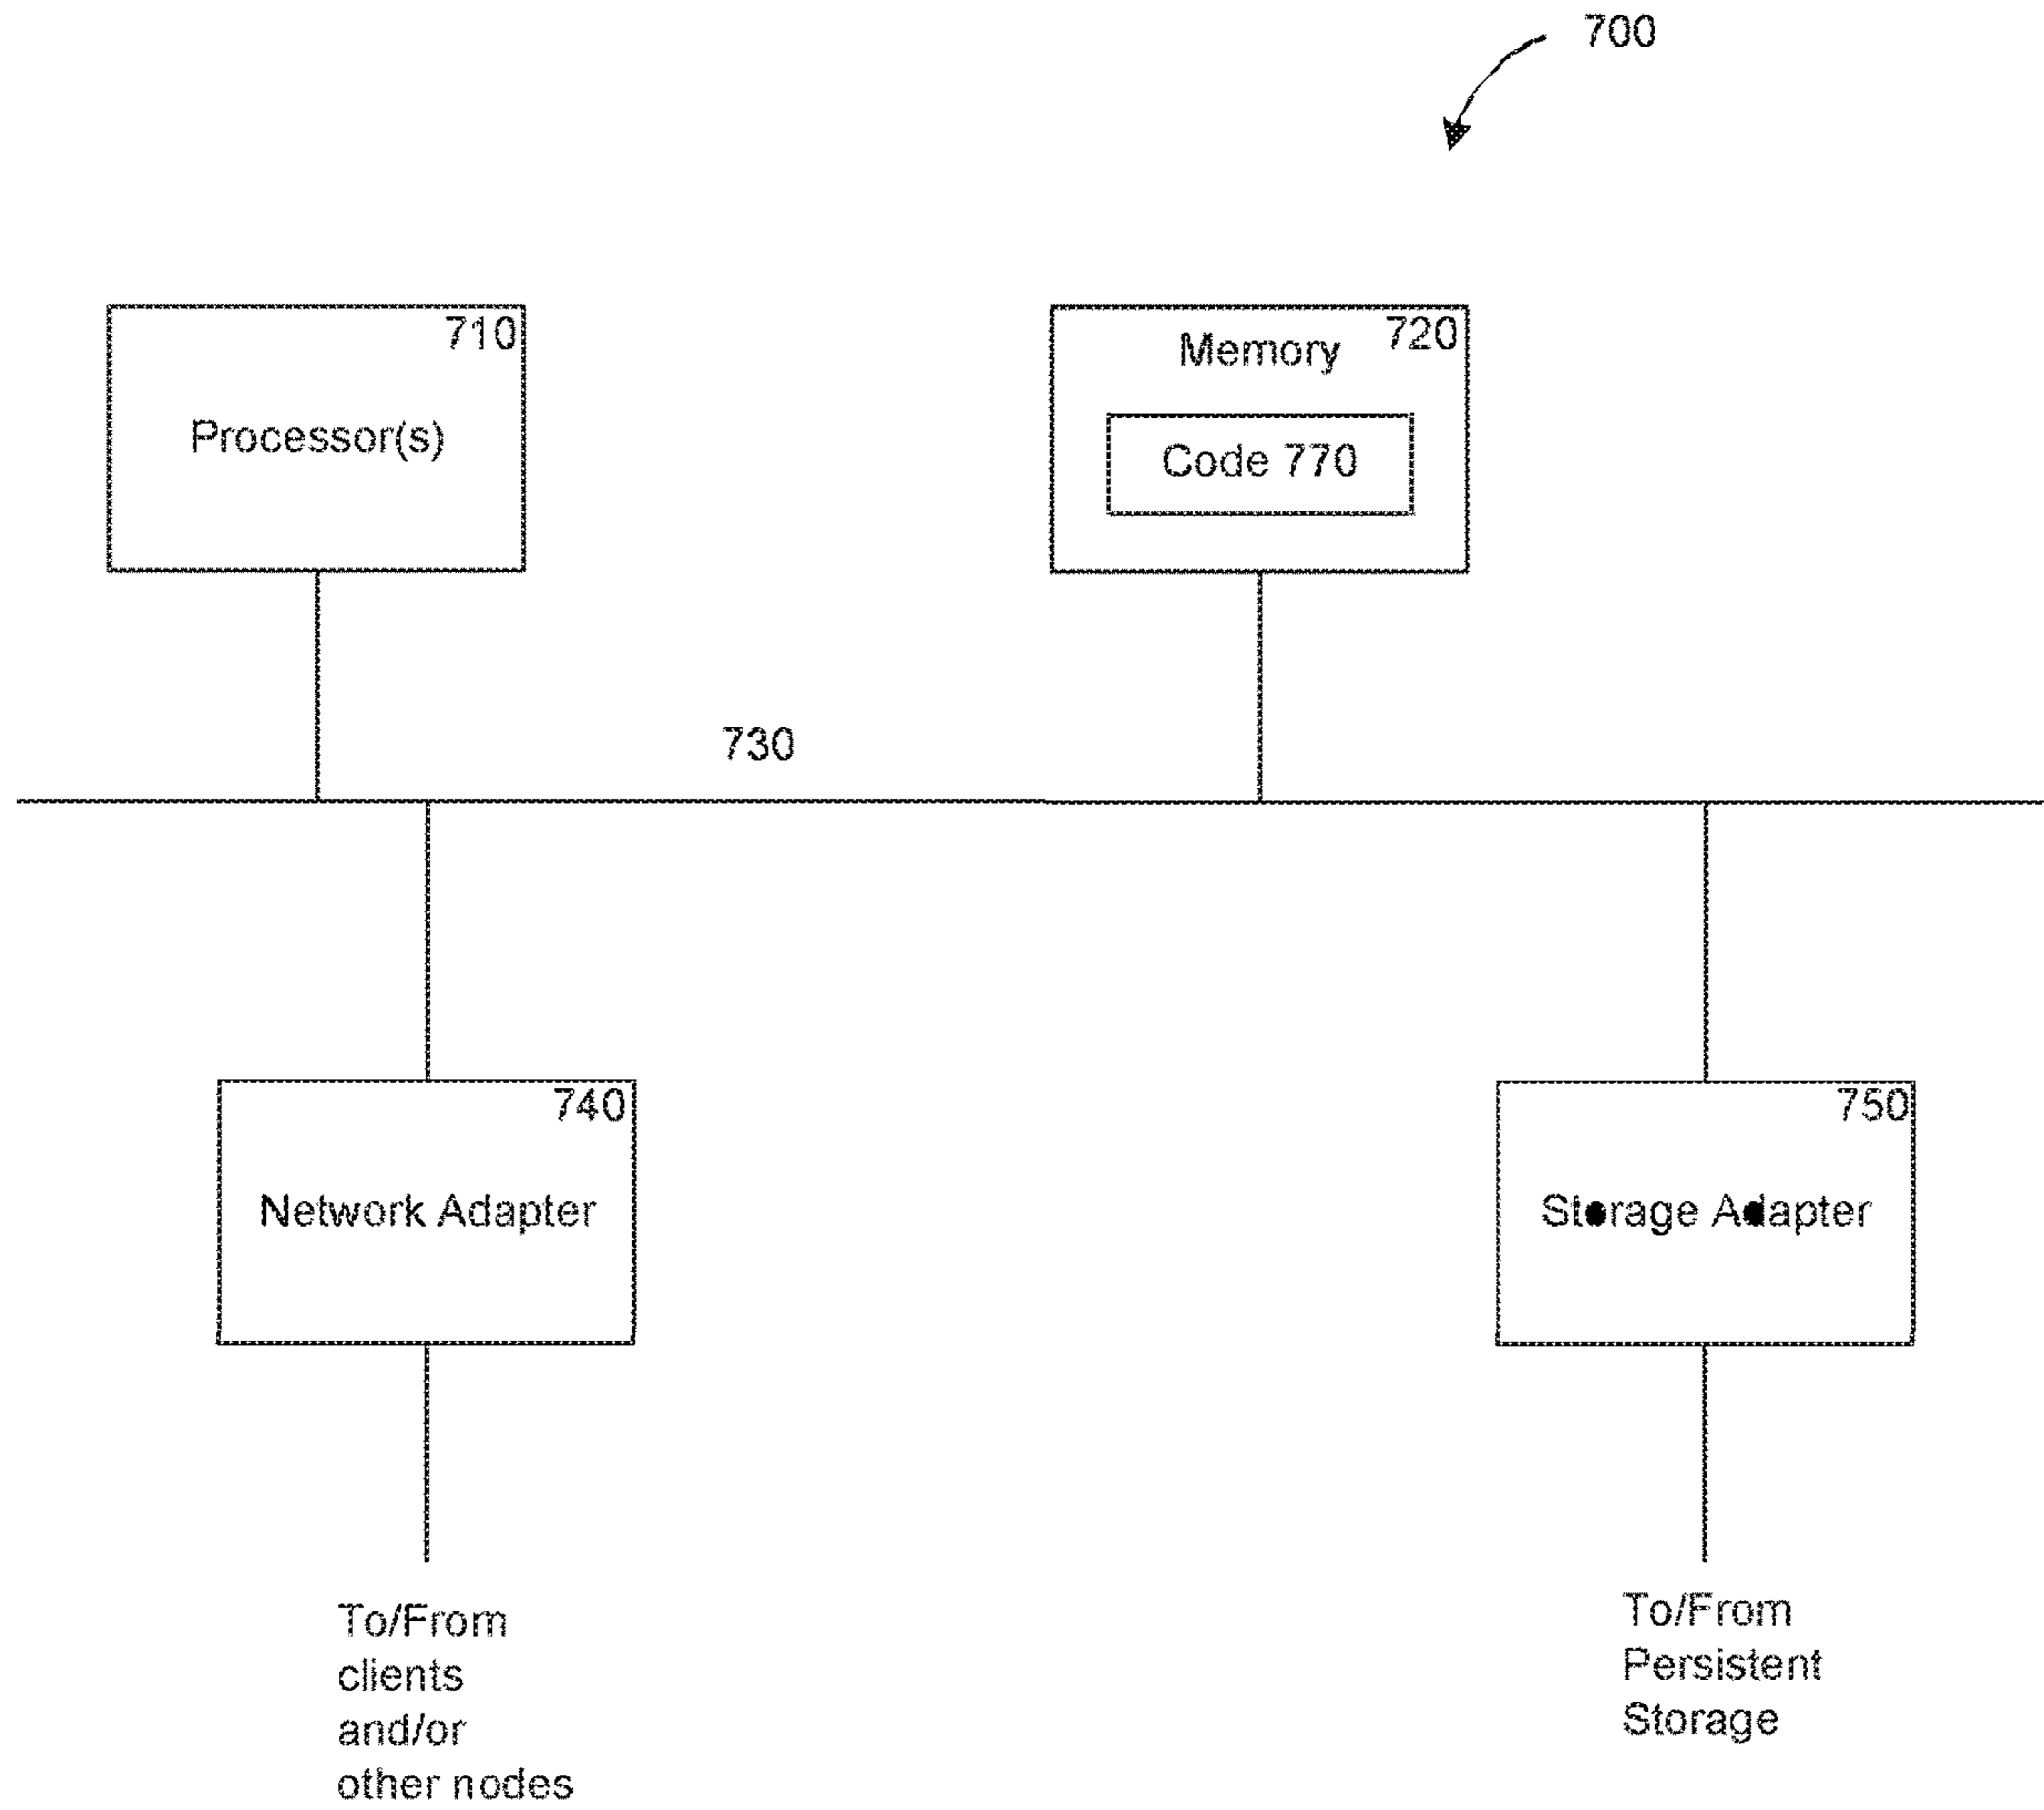 700
710
Processor(s)
720
Memory
Code 770
730
740
Network Adapter
750
Storage Adapter
To/From
clients
and/or
other nodes
To/From
Persistent
Storage